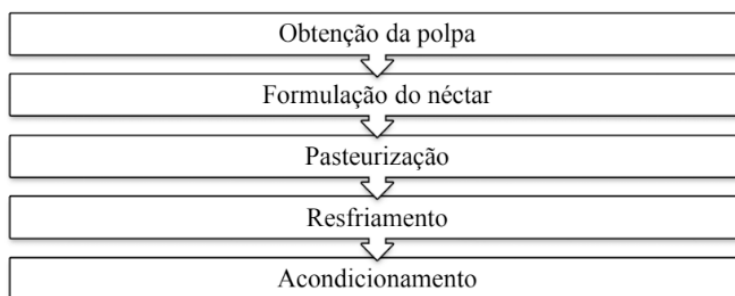 Obtenção da polpa
Formulação do néctar
Pasteurização
Resfriamento
Acondicionamento